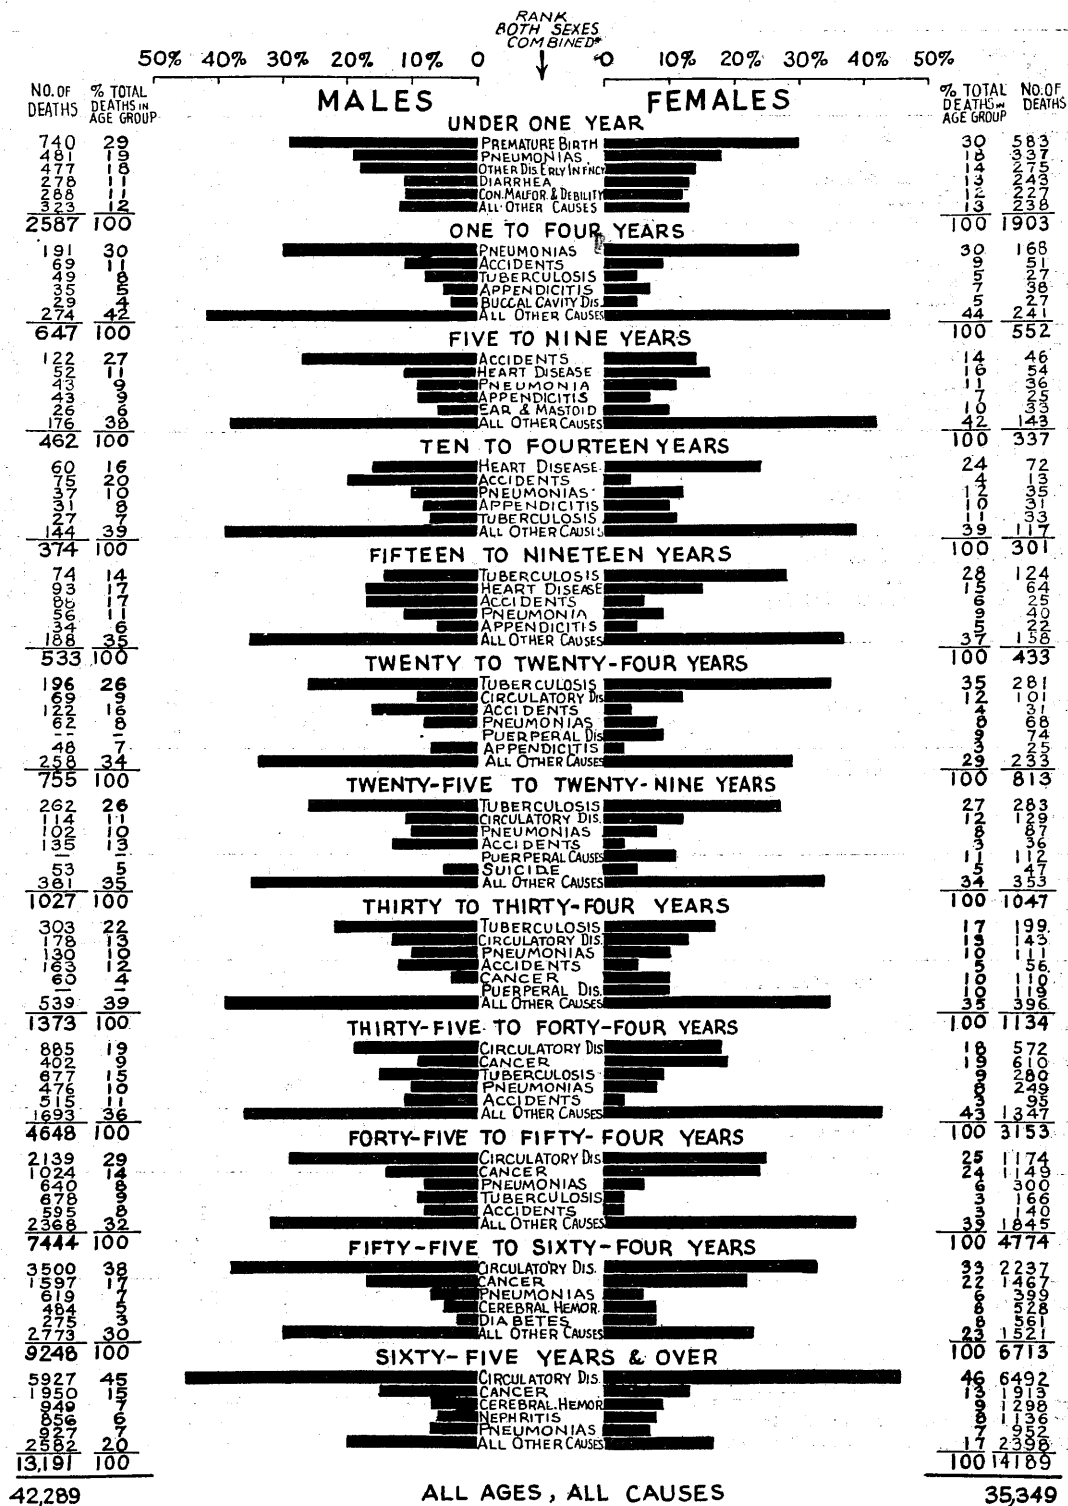 RANK
BOTH SEXES
COMBINED*
50% 40% 30% 20% 10% 0 0 10% 20% 30% 40% 50%
NO. OF DEATHS % TOTAL DEATHS IN AGE GROUP MALES FEMALES % TOTAL DEATHS IN AGE GROUP NO. OF DEATHS
UNDER ONE YEAR
740 29 PREMATURE BIRTH 30 583
481 19 PNEUMONIAS 18 337
477 18 OTHER DIS. ERLY INFNCY 14 275
278 11 DIARRHEA 13 243
288 11 CON. MALFOR. & DEBILITY 12 227
323 12 ALL OTHER CAUSES 13 238
2587 100 100 1903
ONE TO FOUR YEARS
191 30 PNEUMONIAS 30 168
69 11 ACCIDENTS 9 51
49 8 TUBERCULOSIS 5 27
35 5 APPENDICITIS 7 38
29 4 BUCCAL CAVITY DIS. 5 27
274 42 ALL OTHER CAUSES 44 241
647 100 100 552
FIVE TO NINE YEARS
122 27 ACCIDENTS 14 46
52 11 HEART DISEASE 16 54
43 9 PNEUMONIA 11 36
43 9 APPENDICITIS 7 25
26 6 EAR & MASTOID 10 33
176 38 ALL OTHER CAUSES 42 143
462 100 100 337
TEN TO FOURTEEN YEARS
60 16 HEART DISEASE 24 72
75 20 ACCIDENTS 4 13
37 10 PNEUMONIAS 12 35
31 8 APPENDICITIS 10 31
27 7 TUBERCULOSIS 11 33
144 39 ALL OTHER CAUSES 39 117
374 100 100 301
FIFTEEN TO NINETEEN YEARS
74 14 TUBERCULOSIS 28 124
93 17 HEART DISEASE 15 64
88 17 ACCIDENTS 6 25
56 11 PNEUMONIA 9 40
34 6 APPENDICITIS 5 22
188 35 ALL OTHER CAUSES 37 158
533 100 100 433
TWENTY TO TWENTY-FOUR YEARS
196 26 TUBERCULOSIS 35 281
69 9 CIRCULATORY DIS 12 101
122 16 ACCIDENTS 4 31
62 8 PNEUMONIAS 8 68
– – PUERPERAL DIS 9 74
48 7 APPENDICITIS 3 25
258 34 ALL OTHER CAUSES 29 233
755 100 100 813
TWENTY-FIVE TO TWENTY-NINE YEARS
262 26 TUBERCULOSIS 27 283
114 11 CIRCULATORY DIS. 12 129
102 10 PNEUMONIAS 8 87
135 13 ACCIDENTS 3 36
– – PUERPERAL CAUSES 11 112
53 5 SUICIDE 5 47
361 35 ALL OTHER CAUSES 34 353
1027 100 100 1047
THIRTY TO THIRTY-FOUR YEARS
303 22 TUBERCULOSIS 17 199
178 13 CIRCULATORY DIS. 13 143
130 10 PNEUMONIAS 10 111
163 12 ACCIDENTS 5 56
60 4 CANCER 10 110
– – PUERPERAL DIS. 10 119
539 39 ALL OTHER CAUSES 35 396
1373 100 100 1134
THIRTY-FIVE TO FORTY-FOUR YEARS
885 19 CIRCULATORY DIS 18 572
402 9 CANCER 19 610
677 15 TUBERCULOSIS 9 280
476 10 PNEUMONIAS 8 249
515 11 ACCIDENTS 3 95
1693 36 ALL OTHER CAUSES 43 1347
4648 100 100 3153
FORTY-FIVE TO FIFTY-FOUR YEARS
2139 29 CIRCULATORY DIS. 25 1174
1024 14 CANCER 24 1149
640 8 PNEUMONIAS 6 300
678 9 TUBERCULOSIS 3 166
595 8 ACCIDENTS 3 140
2368 32 ALL OTHER CAUSES 39 1845
7444 100 100 4774
FIFTY-FIVE TO SIXTY-FOUR YEARS
3500 38 CIRCULATORY DIS. 33 2237
1597 17 CANCER 22 1467
619 7 PNEUMONIAS 6 399
484 5 CEREBRAL HEMOR. 8 528
275 3 DIABETES 8 561
2773 30 ALL OTHER CAUSES 23 1521
9248 100 100 6713
SIXTY-FIVE YEARS & OVER
5927 45 CIRCULATORY DIS. 46 6492
1950 15 CANCER 13 1913
949 7 CEREBRAL HEMOR 9 1298
856 6 NEPHRITIS 8 1136
927 7 PNEUMONIAS 7 952
2582 20 ALL OTHER CAUSES 17 2398
13,191 100 100 14189
42,289 ALL AGES, ALL CAUSES 35,349